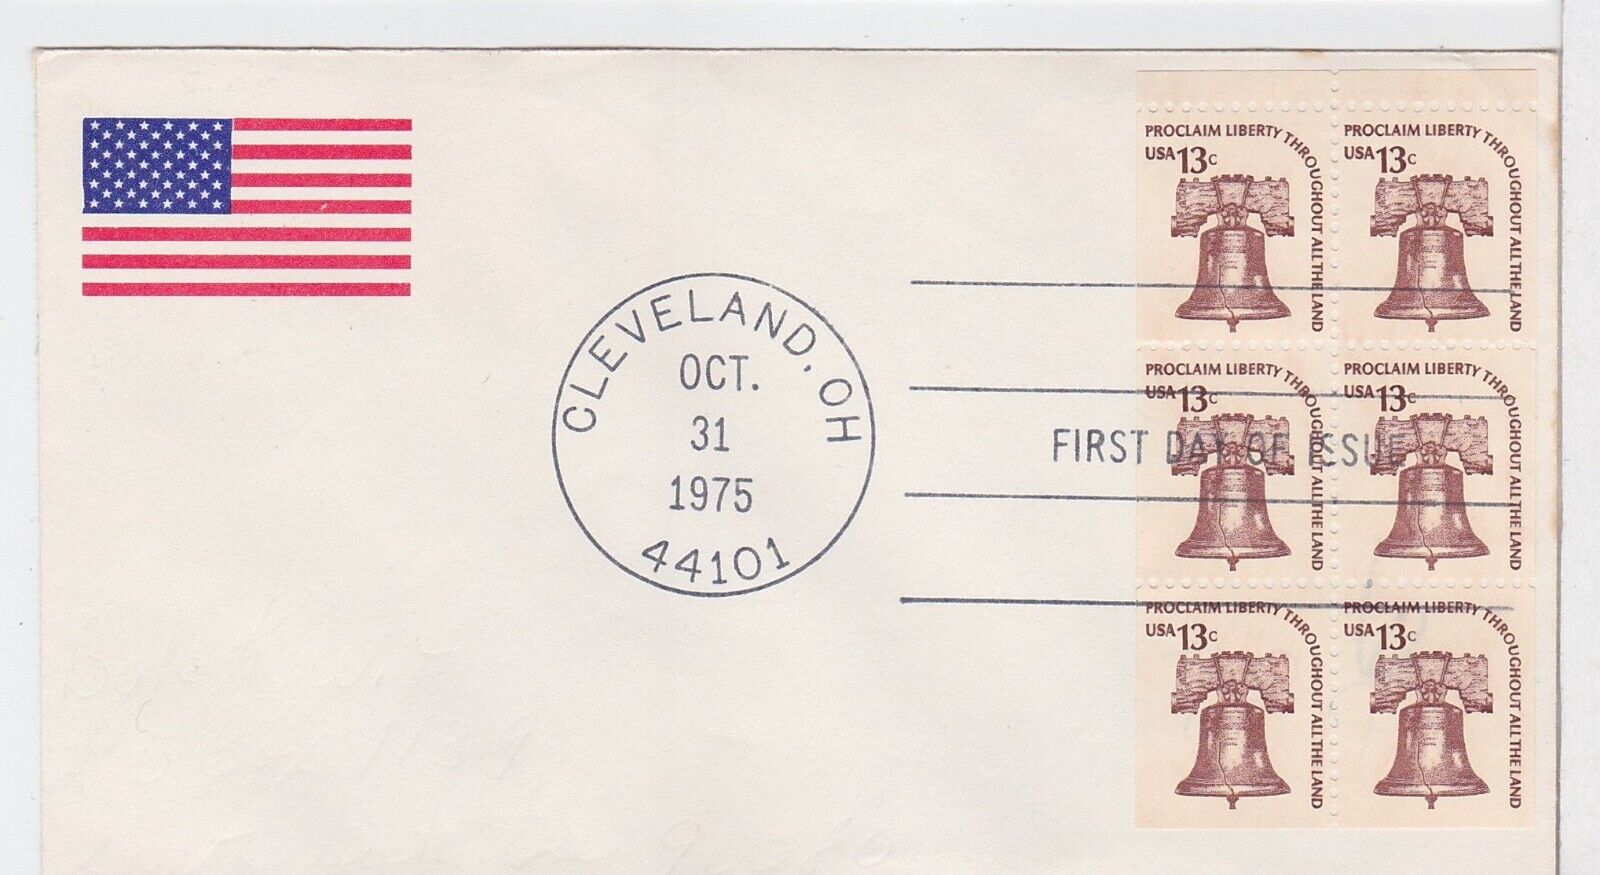 CLEVELAND, OH
OCT.
31
1975
44101
FIRST DAY OF ISSUE
PROCLAIM LIBERTY THROUGHOUT ALL THE LAND
USA 13c
PROCLAIM LIBERTY THROUGHOUT ALL THE LAND
USA 13c
PROCLAIM LIBERTY THROUGHOUT ALL THE LAND
USA 13c
PROCLAIM LIBERTY THROUGHOUT ALL THE LAND
USA 13c
PROCLAIM LIBERTY THROUGHOUT ALL THE LAND
USA 13c
PROCLAIM LIBERTY THROUGHOUT ALL THE LAND
USA 13c